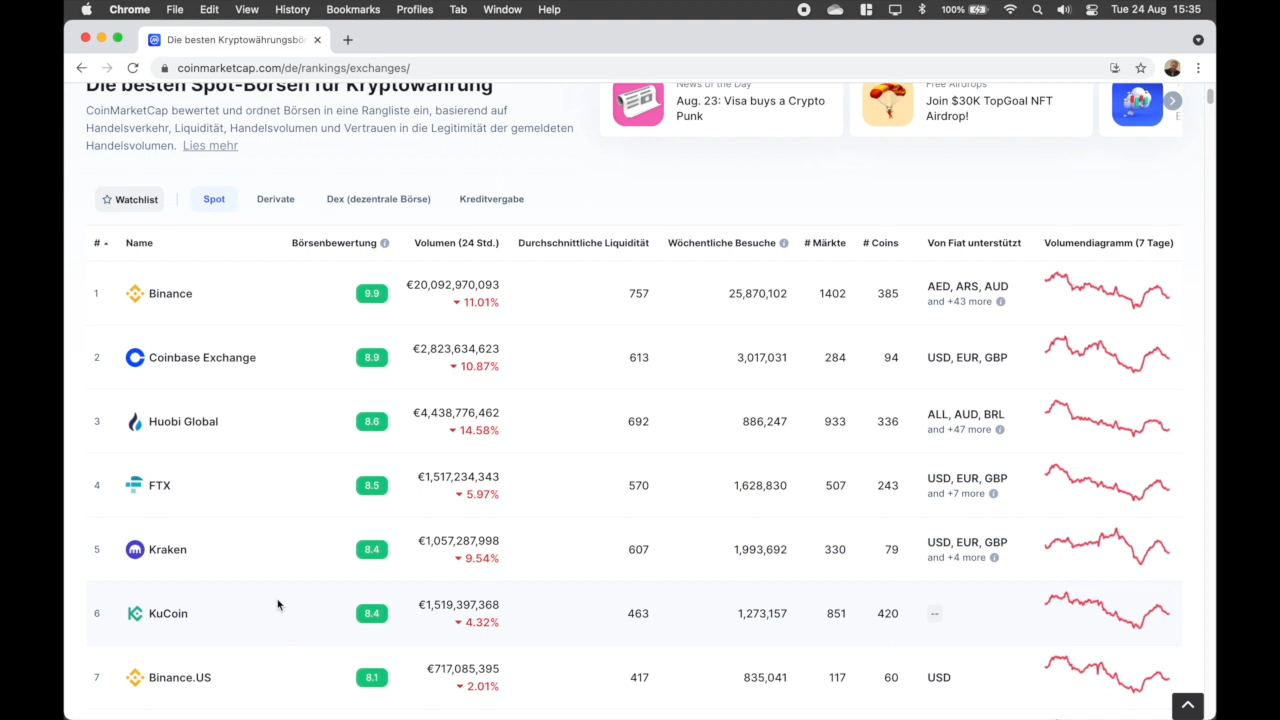 Chrome File Edit View History Bookmarks Profiles Tab Window Help 100% Tue 24 Aug 15:35
Die besten Kryptowährungsbör
coinmarketcap.com/de/rankings/exchanges/
Die besten Spot-Börsen für Kryptowährung
CoinMarketCap bewertet und ordnet Börsen in eine Rangliste ein, basierend auf
Handelsverkehr, Liquidität, Handelsvolumen und Vertrauen in die Legitimität der gemeldeten
Handelsvolumen. Lies mehr
News of the Day
Aug. 23: Visa buys a Crypto
Punk
Free Airdrops
Join $30K TopGoal NFT
Airdrop!
E
Watchlist Spot Derivate Dex (dezentrale Börse) Kreditvergabe
# Name Börsenbewertung Volumen (24 Std.) Durchschnittliche Liquidität Wöchentliche Besuche # Märkte # Coins Von Fiat unterstützt Volumendiagramm (7 Tage)
1 Binance 9.9 €20,092,970,093 757 25,870,102 1402 385 AED, ARS, AUD
11.01% and +43 more
2 Coinbase Exchange 8.9 €2,823,634,623 613 3,017,031 284 94 USD, EUR, GBP
10.87%
3 Huobi Global 8.6 €4,438,776,462 692 886,247 933 336 ALL, AUD, BRL
14.58% and +47 more
4 FTX 8.5 €1,517,234,343 570 1,628,830 507 243 USD, EUR, GBP
5.97% and +7 more
5 Kraken 8.4 €1,057,287,998 607 1,993,692 330 79 USD, EUR, GBP
9.54% and +4 more
6 KuCoin 8.4 €1,519,397,368 463 1,273,157 851 420 --
4.32%
7 Binance.US 8.1 €717,085,395 417 835,041 117 60 USD
2.01%